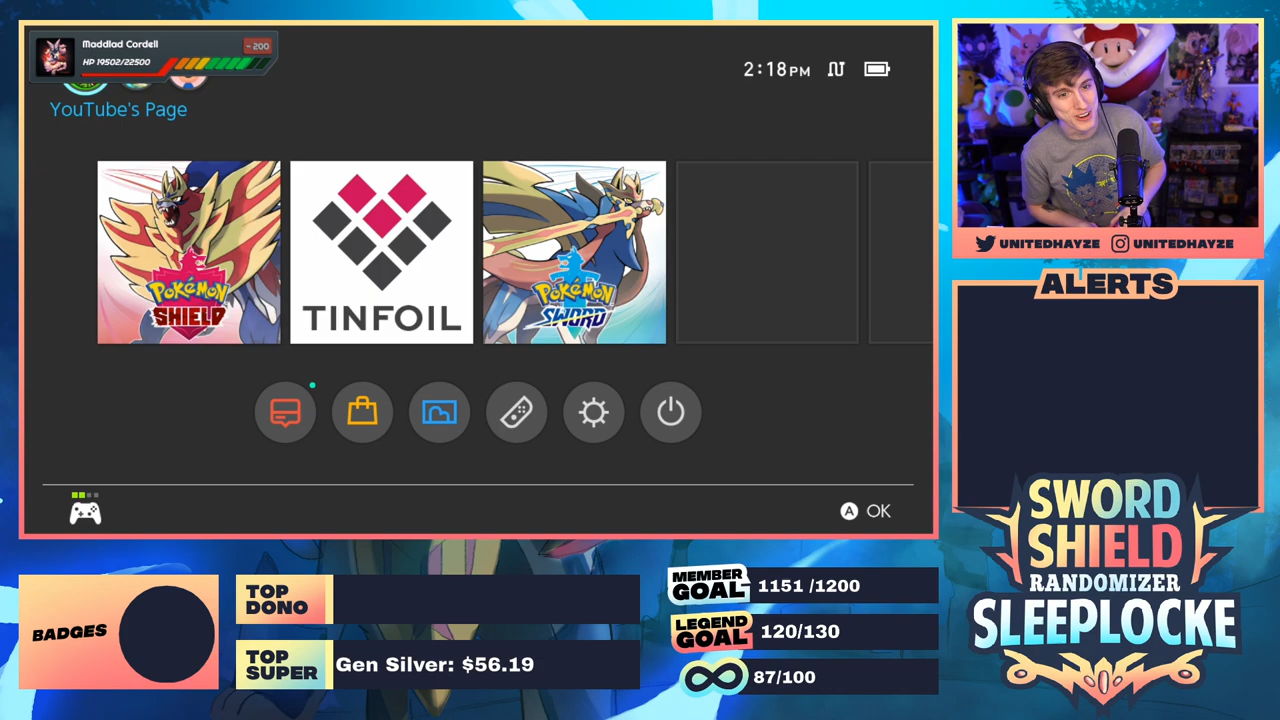 Maddlad Cordell
-200
HP 19502/22500
2:18PM
YouTube's Page
POKÉMON
SHIELD
TINFOIL
POKÉMON
SWORD
A OK
UNITEDHAYZE
UNITEDHAYZE
ALERTS
SWORD
SHIELD
RANDOMIZER
SLEEPLOCKE
BADGES
TOP
DONO
TOP
SUPER
Gen Silver: $56.19
MEMBER
GOAL
1151 /1200
LEGEND
GOAL
120/130
87/100